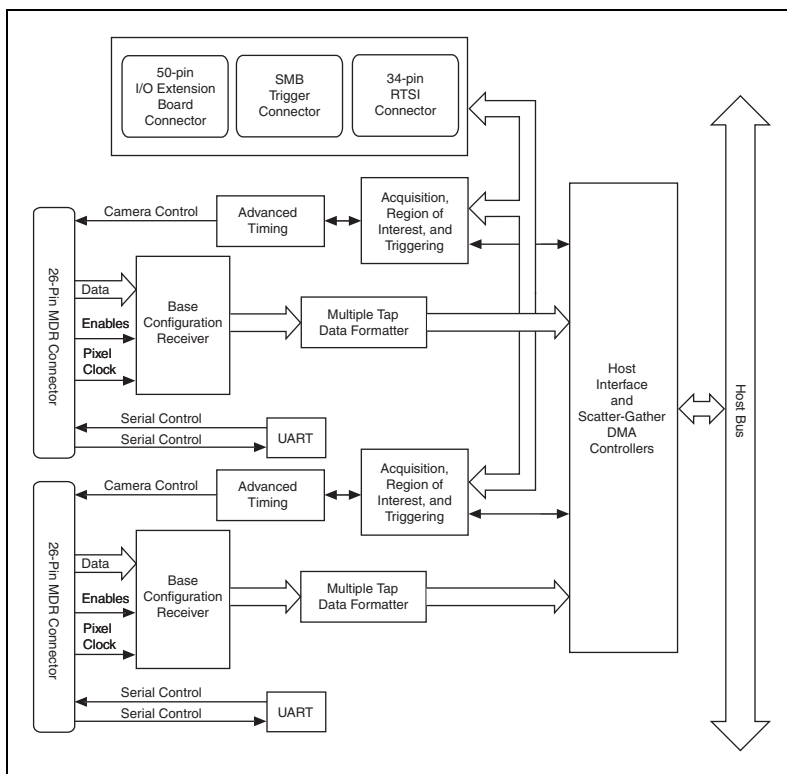 50-pin
I/O Extension
Board
Connector
SMB
Trigger
Connector
34-pin
RTSI
Connector
Camera Control
Advanced
Timing
Acquisition,
Region of
Interest, and
Triggering
26-Pin MDR Connector
Data
Enables
Pixel
Clock
Base
Configuration
Receiver
Multiple Tap
Data Formatter
Serial Control
Serial Control
UART
Host
Interface
and
Scatter-Gather
DMA
Controllers
Host Bus
Camera Control
Advanced
Timing
Acquisition,
Region of
Interest, and
Triggering
26-Pin MDR Connector
Data
Enables
Pixel
Clock
Base
Configuration
Receiver
Multiple Tap
Data Formatter
Serial Control
Serial Control
UART